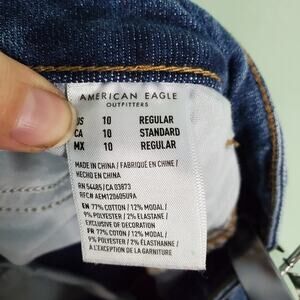 AMERICAN EAGLE
OUTFITTERS
US 10 REGULAR
CA 10 STANDARD
MX 10 REGULAR
MADE IN CHINA / FABRIQUÉ EN CHINE /
HECHO EN CHINA
RN 54485/CA 03873
RFC# AEM120605U9A
EN 77% COTTON / 12% MODAL /
9% POLYESTER / 2% ELASTANE /
EXCLUSIVE OF DECORATION
FR 77% COTON / 12% MODAL /
9% POLYESTER / 2% ÉLASTHANNE /
À L'EXCEPTION DE LA GARNITURE